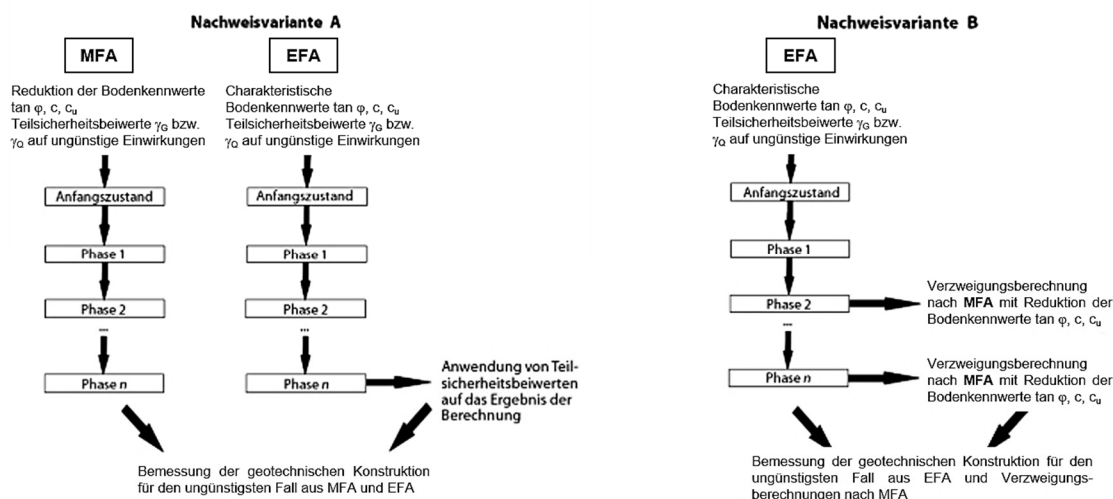 Nachweisvariante A
MFA
Reduktion der Bodenkennwerte
tan φ, c, cu
Teilsicherheitsbeiwerte γG bzw.
γQ auf ungünstige Einwirkungen
Anfangszustand
Phase 1
Phase 2
...
Phase n
EFA
Charakteristische
Bodenkennwerte tan φ, c, cu
Teilsicherheitsbeiwerte γG bzw.
γQ auf ungünstige Einwirkungen
Anfangszustand
Phase 1
Phase 2
...
Phase n
Anwendung von Teil-
sicherheitsbeiwerten
auf das Ergebnis der
Berechnung
Bemessung der geotechnischen Konstruktion
für den ungünstigsten Fall aus MFA und EFA
Nachweisvariante B
EFA
Charakteristische
Bodenkennwerte tan φ, c, cu
Teilsicherheitsbeiwerte γG bzw.
γQ auf ungünstige Einwirkungen
Anfangszustand
Phase 1
Phase 2
Verzweigungsberechnung
nach MFA mit Reduktion der
Bodenkennwerte tan φ, c, cu
...
Phase n
Verzweigungsberechnung
nach MFA mit Reduktion der
Bodenkennwerte tan φ, c, cu
Bemessung der geotechnischen Konstruktion für den
ungünstigsten Fall aus EFA und Verzweigungs-
berechnungen nach MFA